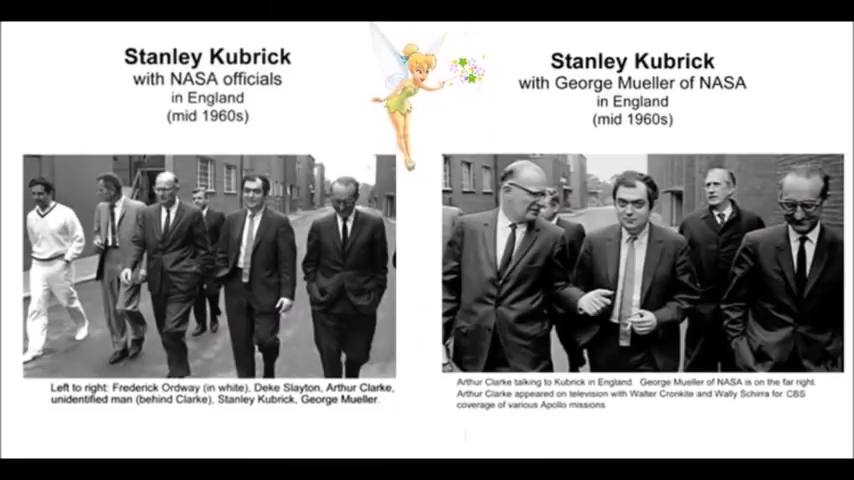 Stanley Kubrick
with NASA officials
in England
(mid 1960s)
Left to right: Frederick Ordway (in white), Deke Slayton, Arthur Clarke,
unidentified man (behind Clarke), Stanley Kubrick, George Mueller.
Stanley Kubrick
with George Mueller of NASA
in England
(mid 1960s)
Arthur Clarke talking to Kubrick in England. George Mueller of NASA is on the far right.
Arthur Clarke appeared on television with Walter Cronkite and Wally Schirra for CBS
coverage of various Apollo missions.